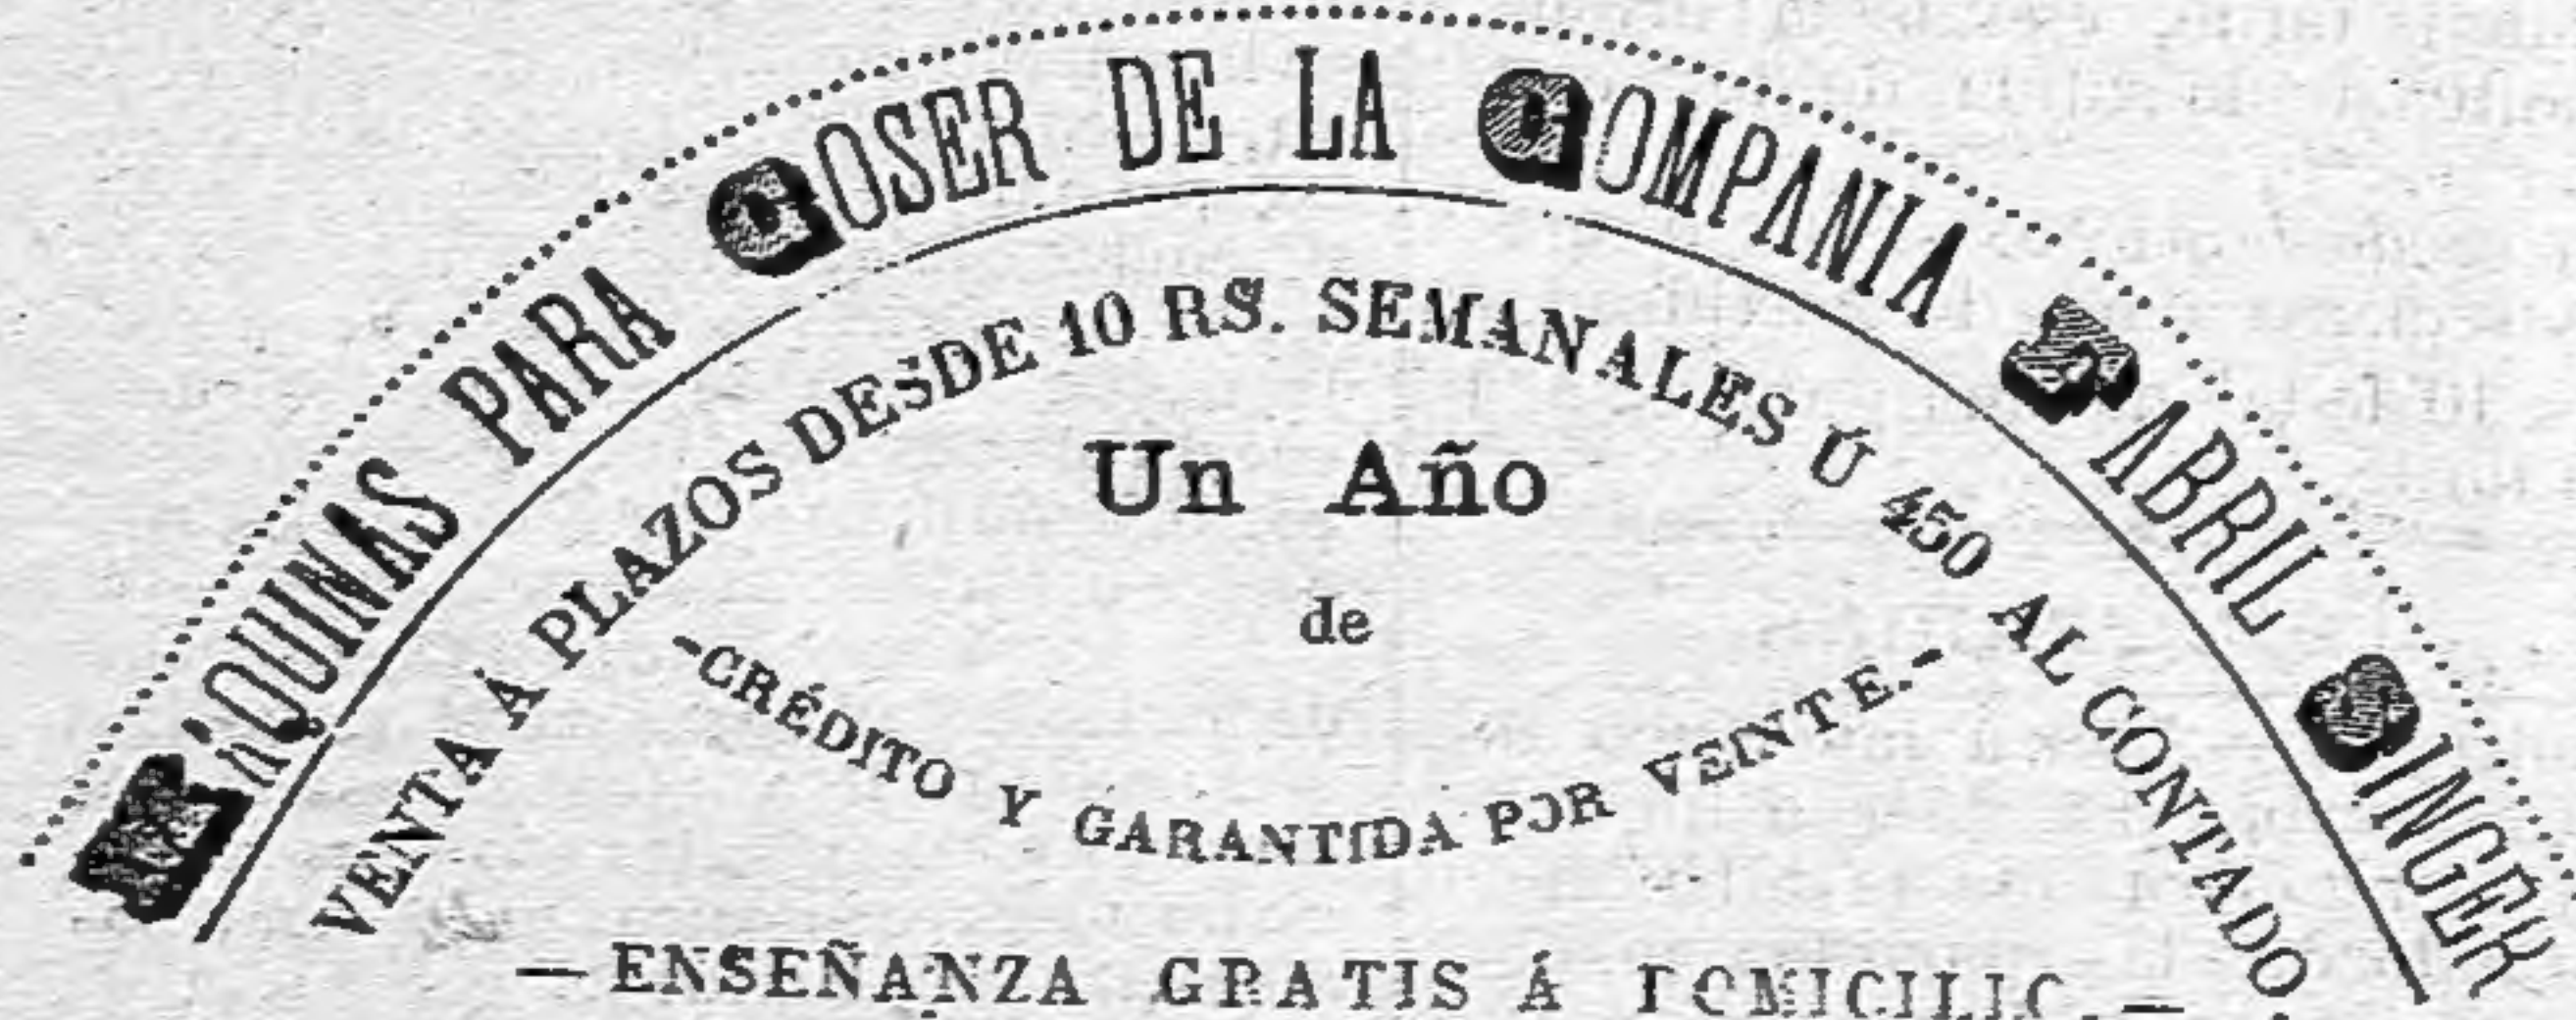 MÁQUINAS PARA COSER DE LA COMPANIA FABRIL SINGER
VENTA Á PLAZOS DESDE 10 RS. SEMANALES Ú 450 AL CONTADO.
Un Año
de
-CRÉDITO Y GARANTIDA POR VEINTE.-
— ENSEÑANZA GRATIS Á DOMICILIO. —